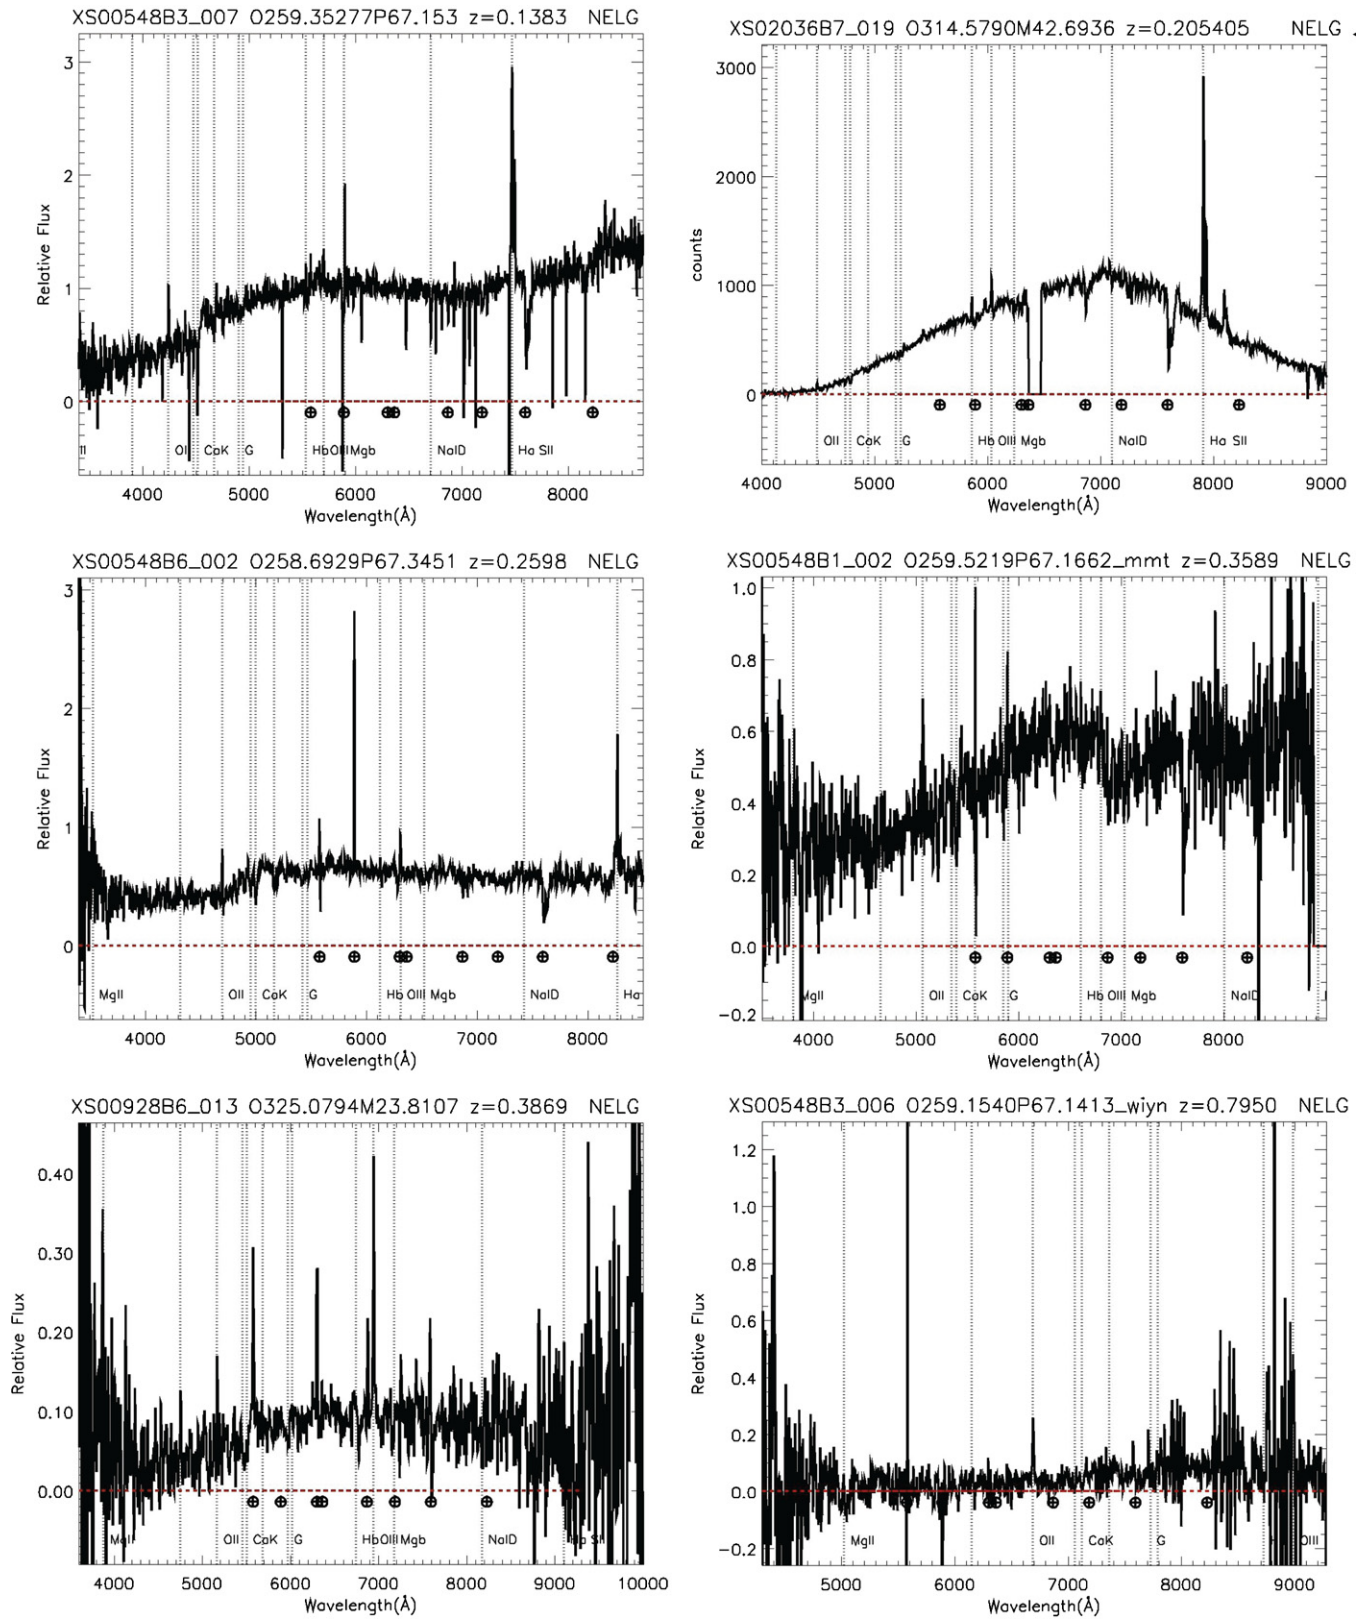 XS00548B3_007 O259.35277P67.153 z=0.1383 NELG
3
2
1
0
Relative Flux
OI CaK G Hb OIII Mgb NaID Ha SII
4000 5000 6000 7000 8000
Wavelength(Å)
XS02036B7_019 O314.5790M42.6936 z=0.205405 NELG
3000
2000
1000
0
counts
OII CaK G Hb OIII Mgb NaID Ha SII
4000 5000 6000 7000 8000 9000
Wavelength(Å)
XS00548B6_002 O258.6929P67.3451 z=0.2598 NELG
3
2
1
0
Relative Flux
MgII OII CaK G Hb OIII Mgb NaID Ha
4000 5000 6000 7000 8000
Wavelength(Å)
XS00548B1_002 O259.5219P67.1662_mmt z=0.3589 NELG
1.0
0.8
0.6
0.4
0.2
0.0
-0.2
Relative Flux
MgII OII CaK G Hb OIII Mgb NaID
4000 5000 6000 7000 8000
Wavelength(Å)
XS00928B6_013 O325.0794M23.8107 z=0.3869 NELG
0.40
0.30
0.20
0.10
0.00
Relative Flux
MgII OII CaK G Hb OIII Mgb NaID Ha SII
4000 5000 6000 7000 8000 9000 10000
Wavelength(Å)
XS00548B3_006 O259.1540P67.1413_wiyn z=0.7950 NELG
1.2
1.0
0.8
0.6
0.4
0.2
0.0
-0.2
Relative Flux
MgII OII CaK G OIII
5000 6000 7000 8000 9000
Wavelength(Å)